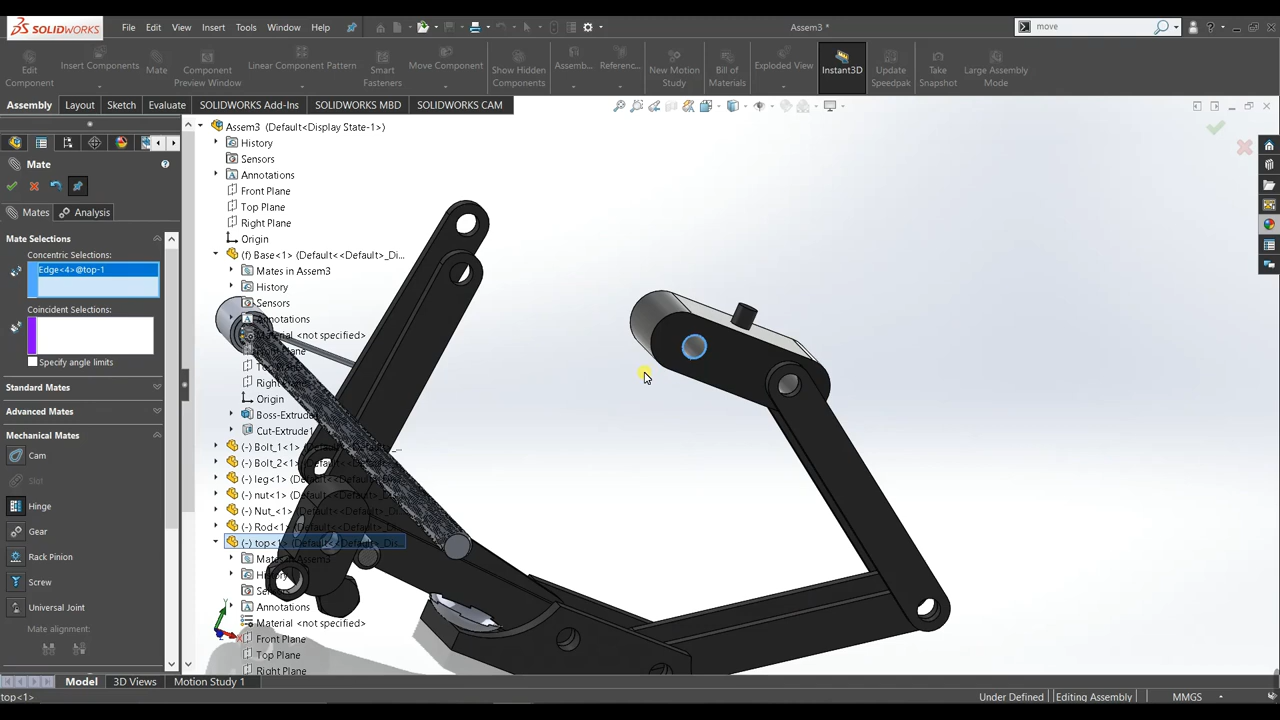 SOLIDWORKS
File Edit View Insert Tools Window Help
Assem3 *
move
Edit Component
Insert Components
Mate
Component Preview Window
Linear Component Pattern
Smart Fasteners
Move Component
Show Hidden Components
Assemb...
Referenc...
New Motion Study
Bill of Materials
Exploded View
Instant3D
Update Speedpak
Take Snapshot
Large Assembly Mode
Assembly Layout Sketch Evaluate SOLIDWORKS Add-Ins SOLIDWORKS MBD SOLIDWORKS CAM
Mate
Mates Analysis
Mate Selections
Concentric Selections:
Edge<4>@top-1
Coincident Selections:
Specify angle limits
Standard Mates
Advanced Mates
Mechanical Mates
Cam
Slot
Hinge
Gear
Rack Pinion
Screw
Universal Joint
Mate alignment:
Assem3 (Default<Display State-1>)
History
Sensors
Annotations
Front Plane
Top Plane
Right Plane
Origin
(f) Base<1> (Default<<Default>_Di...
Mates in Assem3
History
Sensors
Annotations
Material <not specified>
Origin
Boss-Extrude
Cut-Extrude1
(-) Bolt_1<1> (Default<<Default>_...
(-) Bolt_2<1>
(-) leg<1>
(-) nut<1> (Default<<Default>
(-) Nut_<1>
(-) Rod<1>
(-) top<1>
Annotations
Material <not specified>
Front Plane
Top Plane
Right Plane
Model 3D Views Motion Study 1
top<1>
Under Defined Editing Assembly MMGS